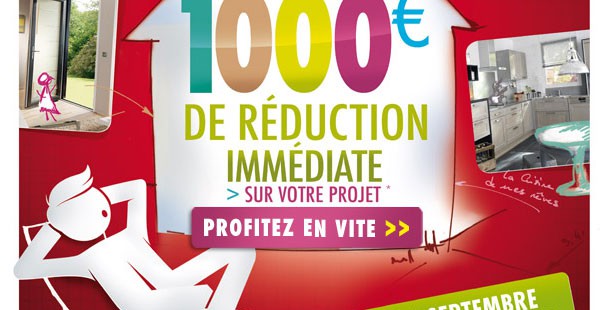 1000€
DE RÉDUCTION
IMMÉDIATE
> SUR VOTRE PROJET*
PROFITEZ EN VITE >>
la Cuisine
de mes rêves
SEPTEMBRE